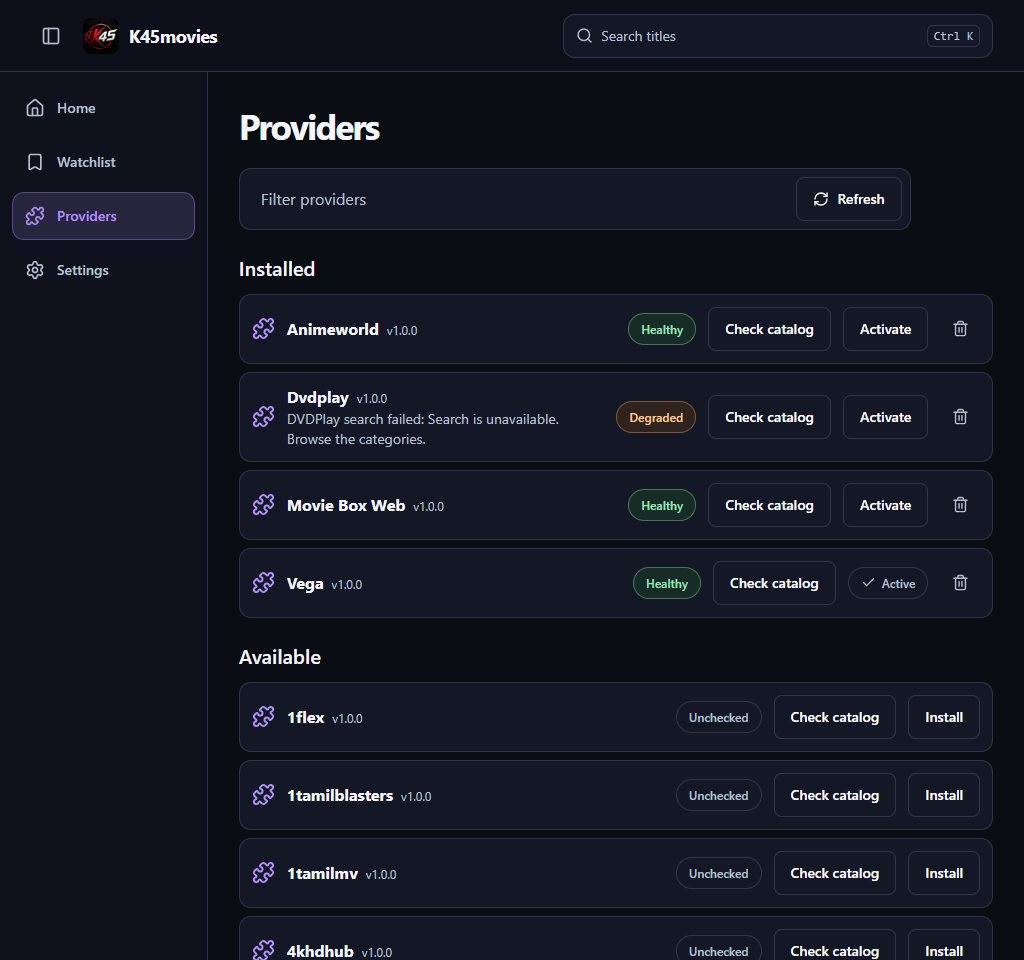 K45 K45movies
Search titles Ctrl K
Home
Watchlist
Providers
Settings
Providers
Filter providers Refresh
Installed
Animeworld v1.0.0 Healthy Check catalog Activate
Dvdplay v1.0.0
DVDPlay search failed: Search is unavailable.
Browse the categories.
Degraded Check catalog Activate
Movie Box Web v1.0.0 Healthy Check catalog Activate
Vega v1.0.0 Healthy Check catalog Active
Available
1flex v1.0.0 Unchecked Check catalog Install
1tamilblasters v1.0.0 Unchecked Check catalog Install
1tamilmv v1.0.0 Unchecked Check catalog Install
4khdhub v1.0.0 Unchecked Check catalog Install